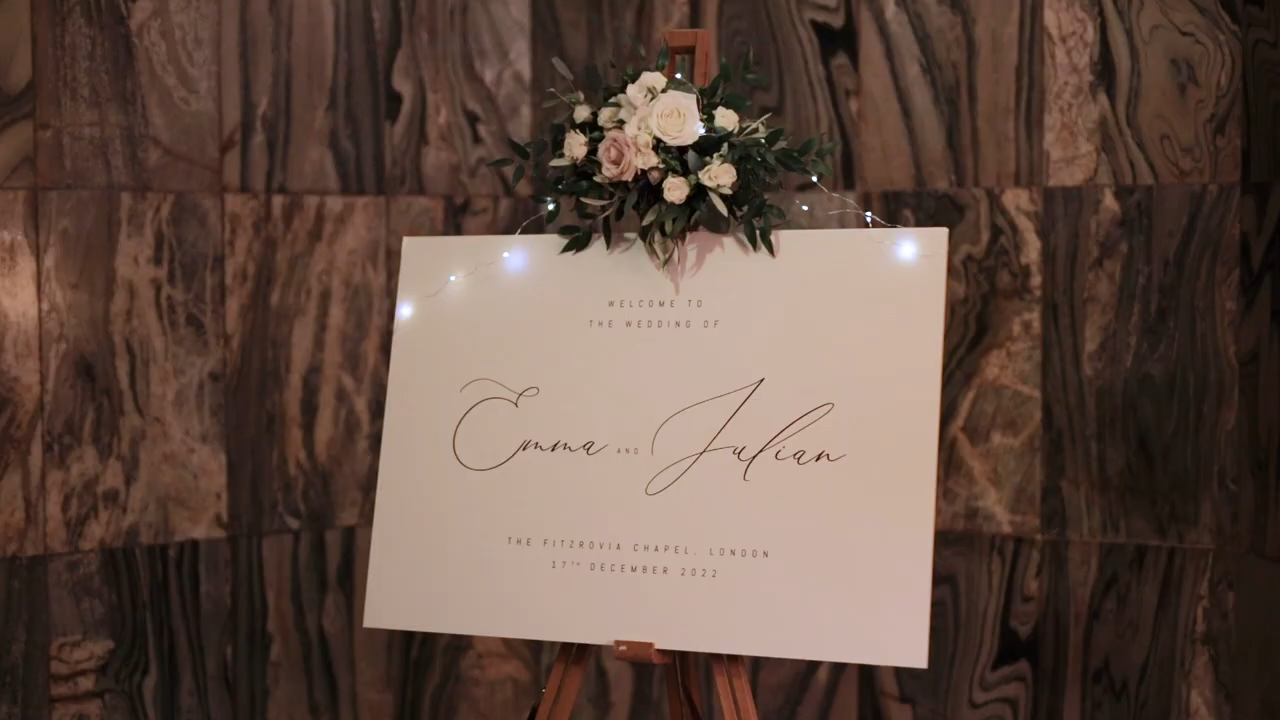 WELCOME TO
THE WEDDING OF
Emma AND Julian
THE FITZROVIA CHAPEL, LONDON
17TH DECEMBER 2022